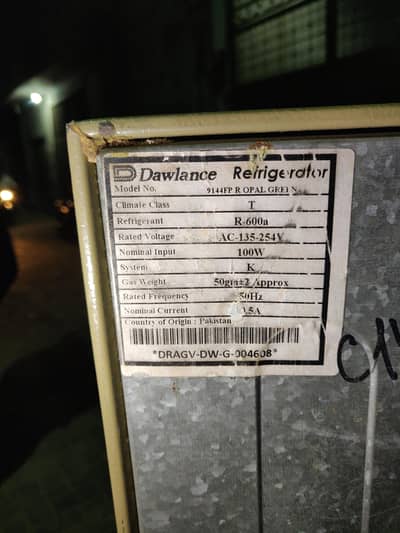 Dawlance Refrigerator
Model No. 9144FP R OPAL GREEN
Climate Class T
Refrigerant R-600a
Rated Voltage AC-135-254V
Nominal Input 100W
System K
Gas Weight 50gm±2 Approx
Rated Frequency 50Hz
Nominal Current 0.5A
Country of Origin : Pakistan
*DRAGV-DW-G-004608*